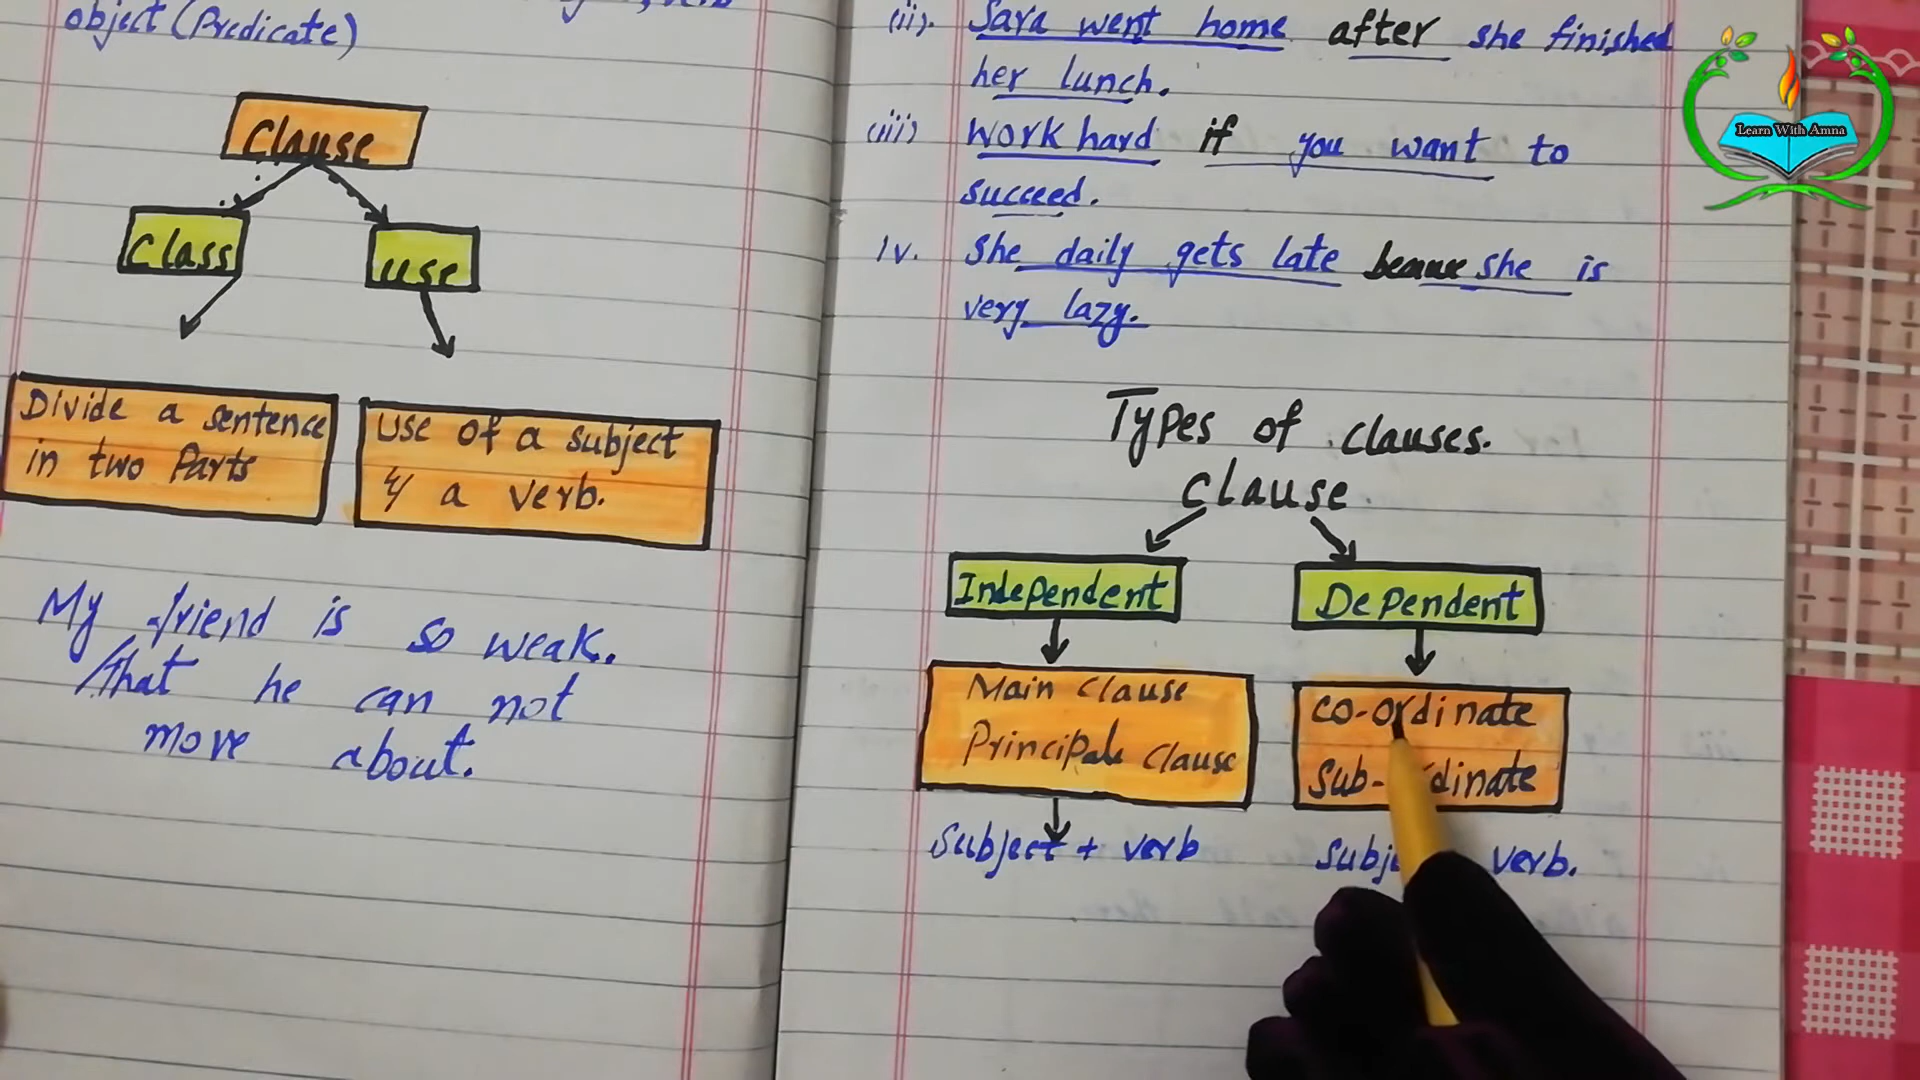 object (Predicate)
Clause
Class
use
Divide a sentence
in two Parts
Use of a subject
& a verb.
My friend is so weak.
That he can not
move about.
(ii). Sara went home after she finished
her lunch.
(iii) Work hard if you want to
succeed.
iv. She daily gets late because she is
very lazy.
Types of clauses.
Clause
Independent
Dependent
Main Clause
Principale Clause
Co-ordinate
Subject + verb
verb.
Learn With Amna